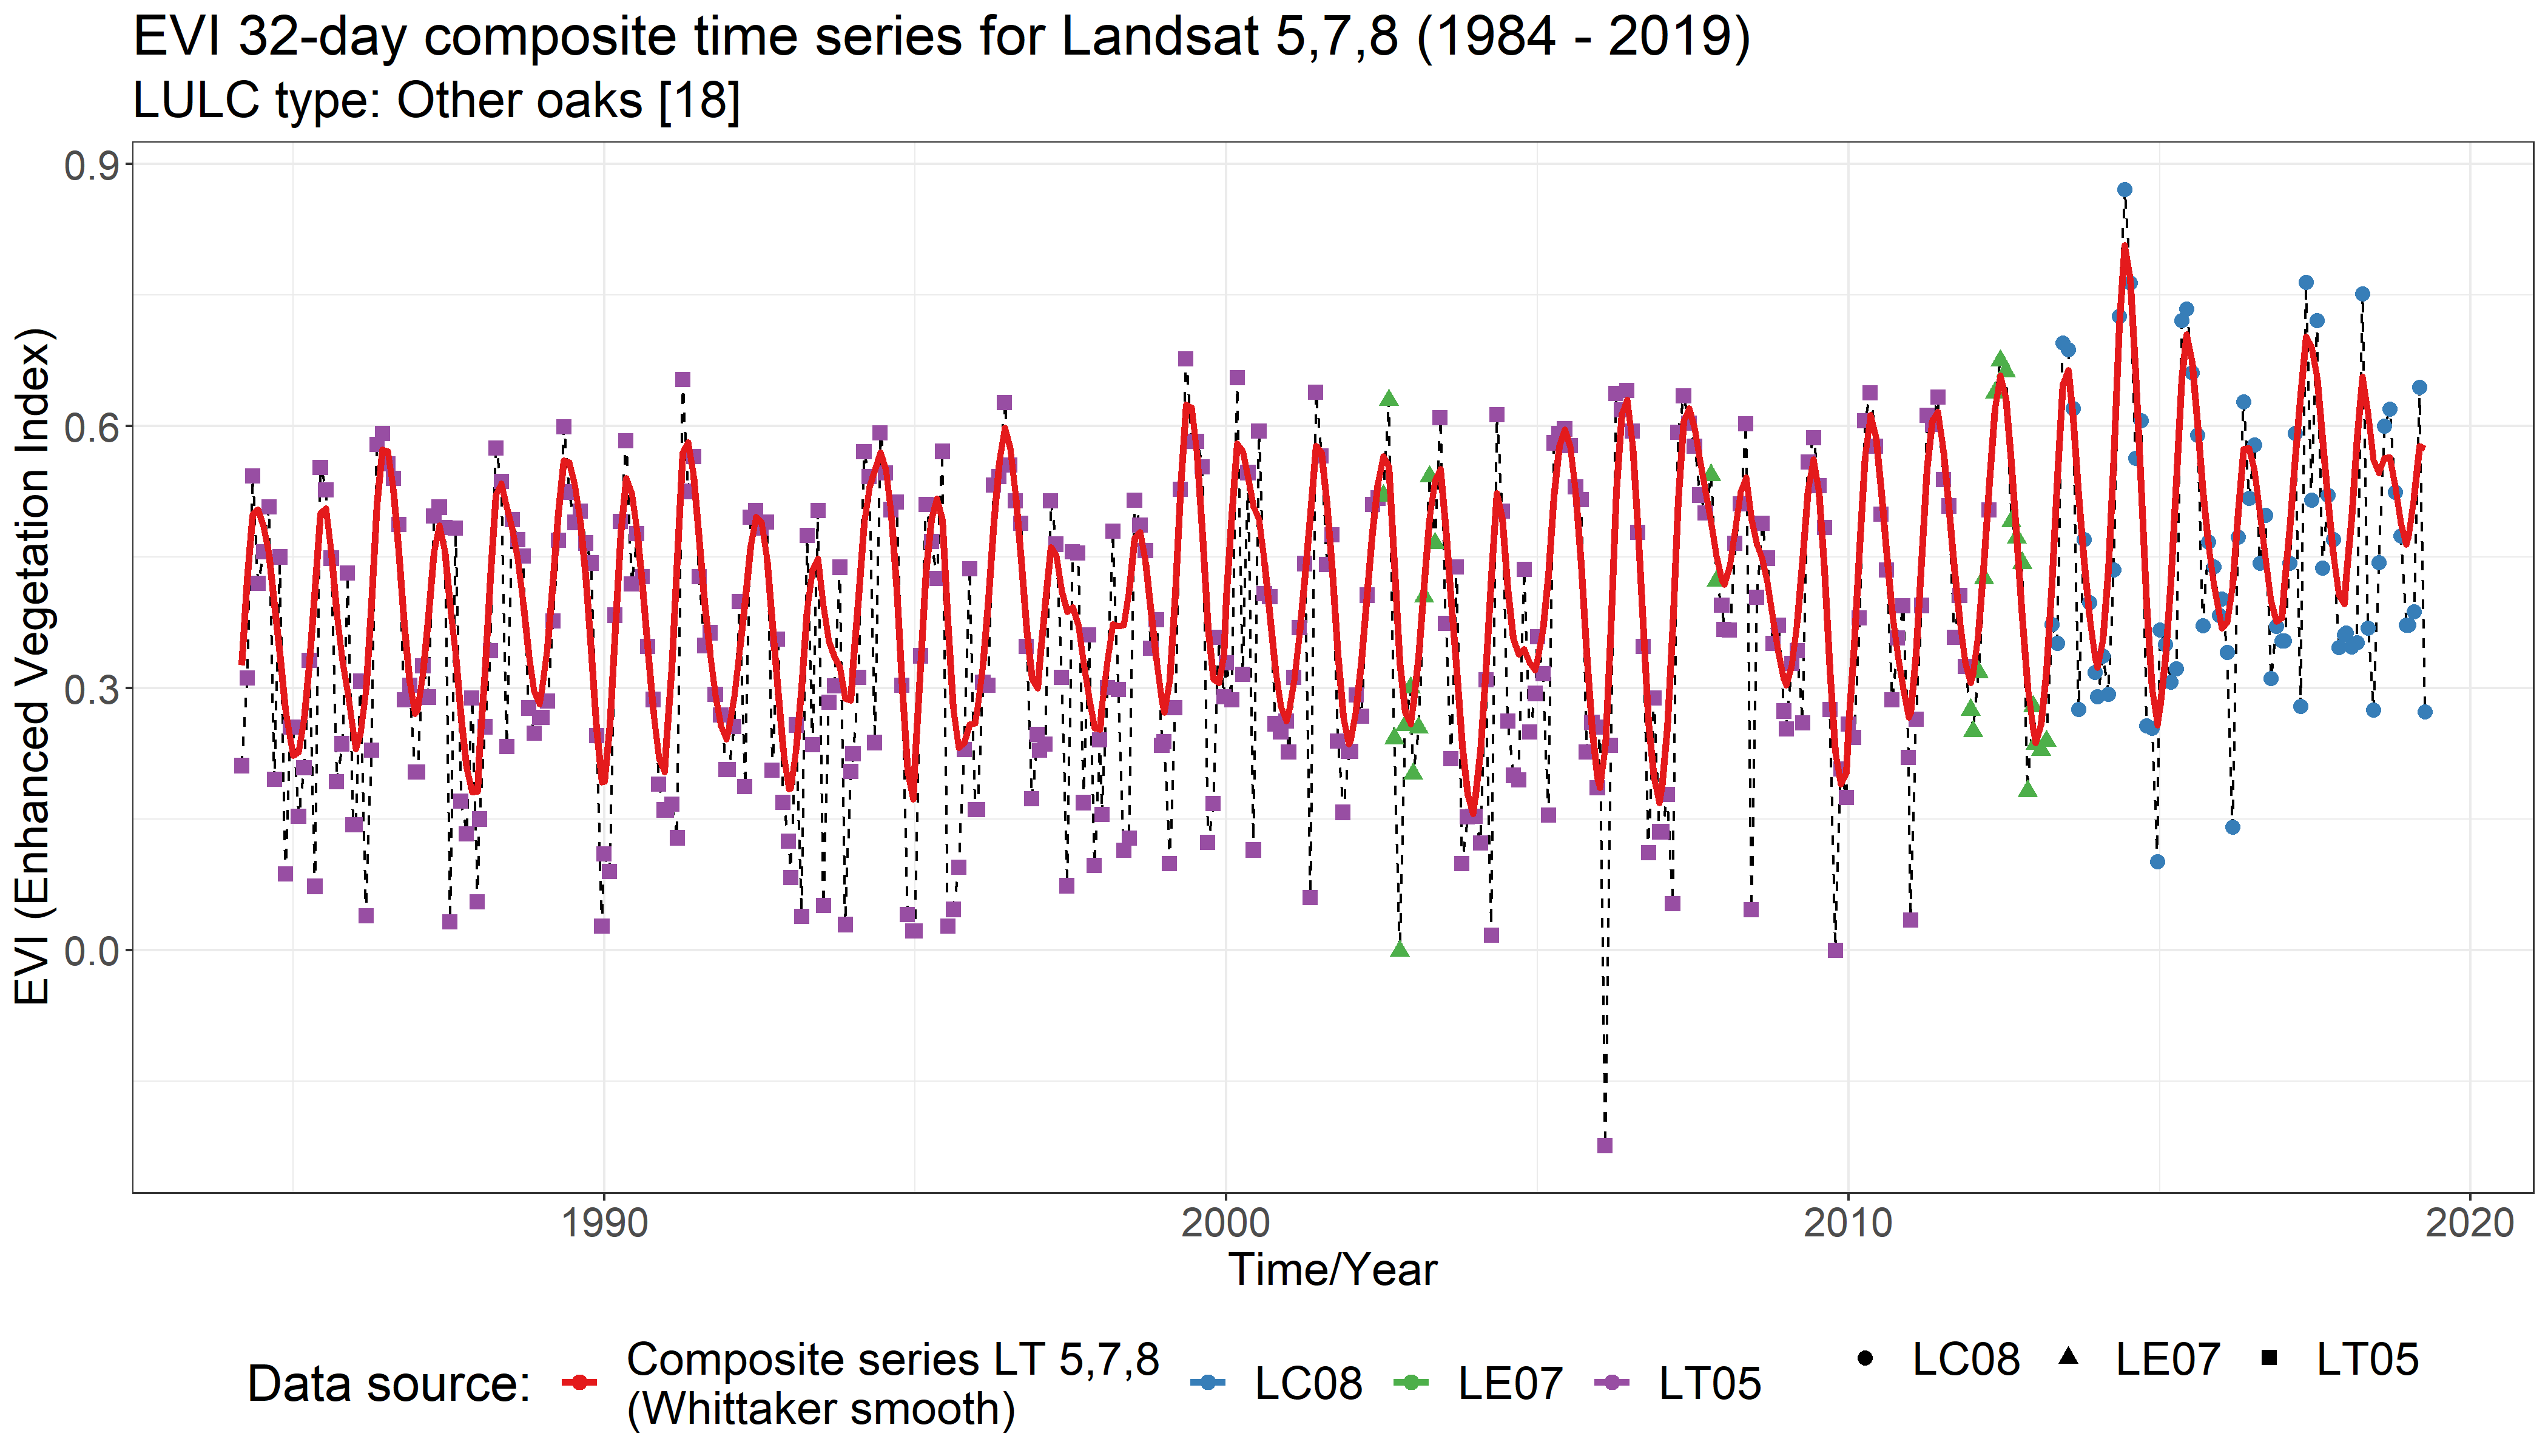 EVI 32-day composite time series for Landsat 5,7,8 (1984 - 2019)
LULC type: Other oaks [18]
EVI (Enhanced Vegetation Index)
0.9
0.6
0.3
0.0
1990 2000 2010 2020
Time/Year
Data source: Composite series LT 5,7,8 (Whittaker smooth) LC08 LE07 LT05
LC08 LE07 LT05